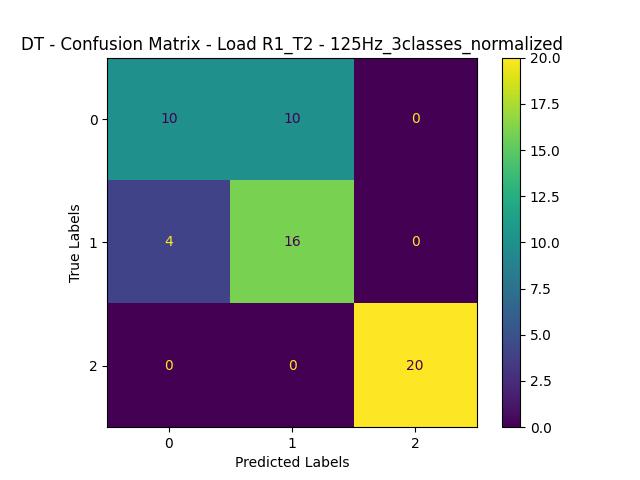 DT - Confusion Matrix - Load R1_T2 - 125Hz_3classes_normalized
20.0
17.5
15.0
12.5
10.0
7.5
5.0
2.5
0.0
True Labels
0
10 10 0
1
4 16 0
2
0 0 20
0 1 2
Predicted Labels